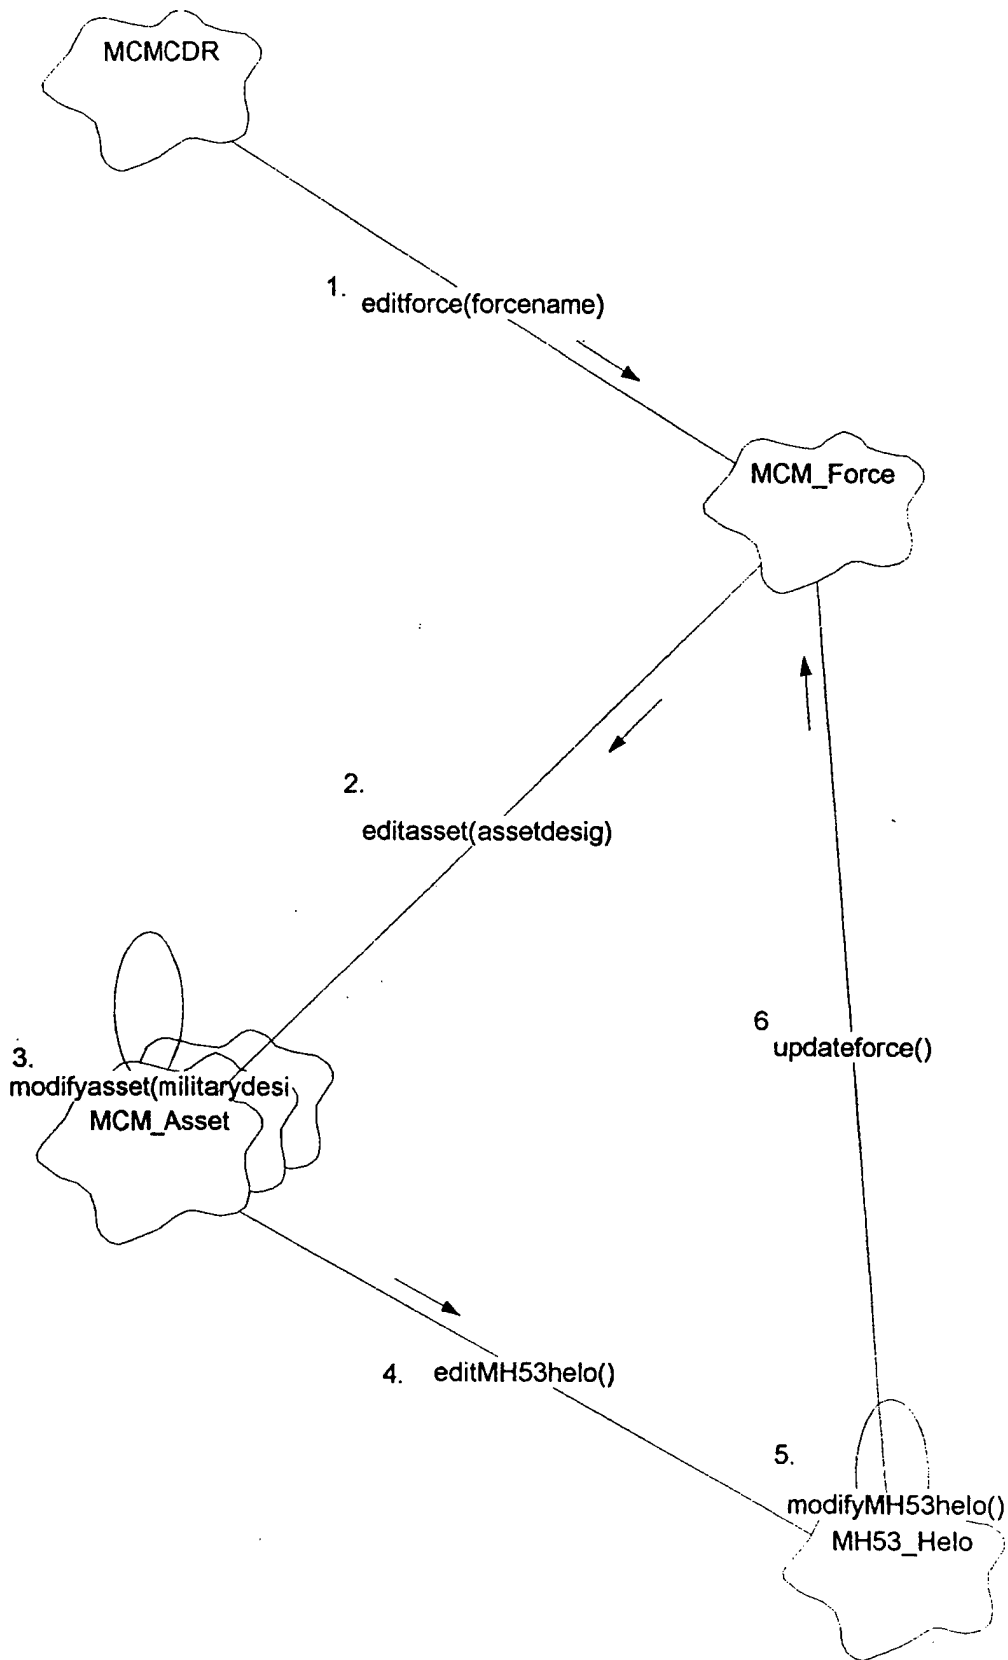 MCMCDR
1.
editforce(forcename)
MCM_Force
2.
editasset(assetdesig)
3.
modifyasset(militarydesi
MCM_Asset
6
updateforce()
4. editMH53helo()
5.
modifyMH53helo()
MH53_Helo